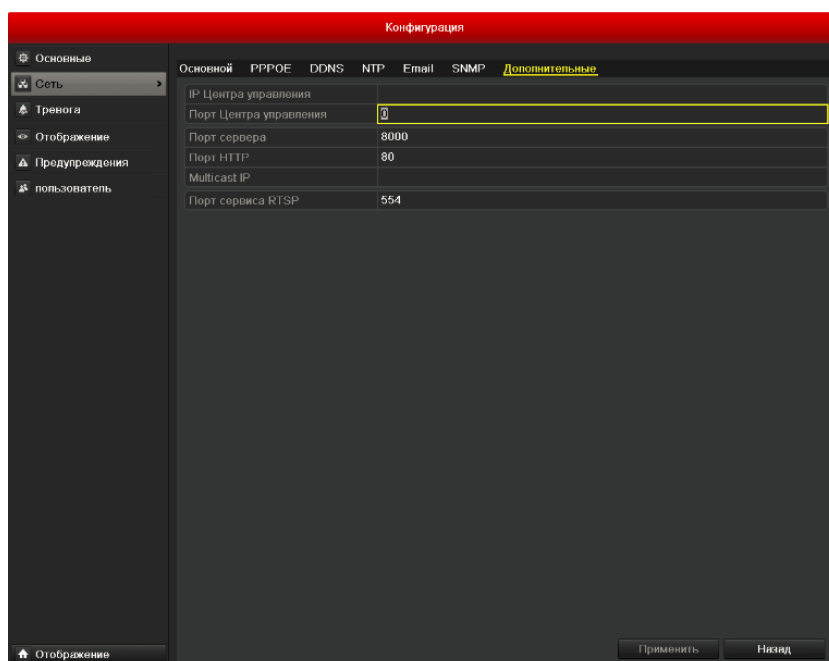 Конфигурация
Основные
Сеть
Тревога
Отображение
Предупреждения
пользователь
Основной PPPOE DDNS NTP Email SNMP Дополнительные
IP Центра управления
Порт Центра управления 0
Порт сервера 8000
Порт HTTP 80
Multicast IP
Порт сервиса RTSP 554
Отображение
Применить Назад